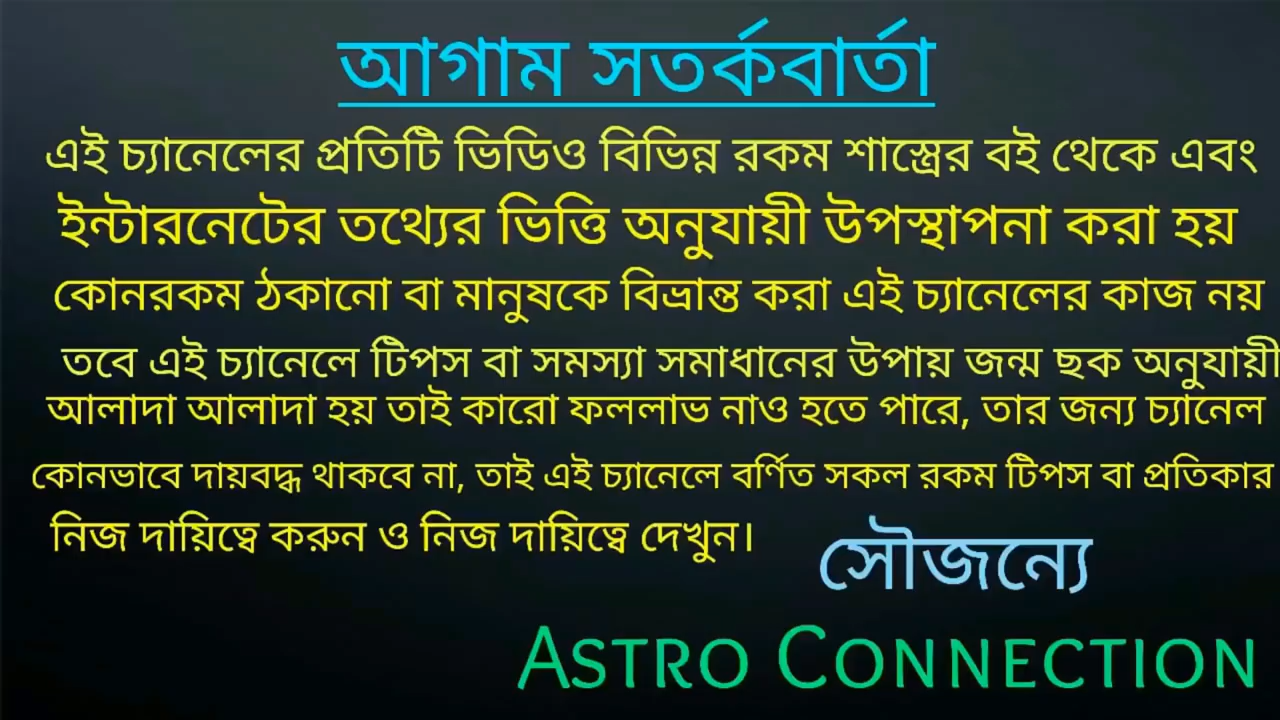 আগাম সতর্কবার্তা
এই চ্যানেলের প্রতিটি ভিডিও বিভিন্ন রকম শাস্ত্রের বই থেকে এবং
ইন্টারনেটের তথ্যের ভিত্তি অনুযায়ী উপস্থাপনা করা হয়
কোনরকম ঠকানো বা মানুষকে বিভ্রান্ত করা এই চ্যানেলের কাজ নয়
তবে এই চ্যানেলে টিপস বা সমস্যা সমাধানের উপায় জন্ম ছক অনুযায়ী
আলাদা আলাদা হয় তাই কারো ফললাভ নাও হতে পারে, তার জন্য চ্যানেল
কোনভাবে দায়বদ্ধ থাকবে না, তাই এই চ্যানেলে বর্ণিত সকল রকম টিপস বা প্রতিকার
নিজ দায়িত্বে করুন ও নিজ দায়িত্বে দেখুন।
সৌজন্যে
ASTRO CONNECTION